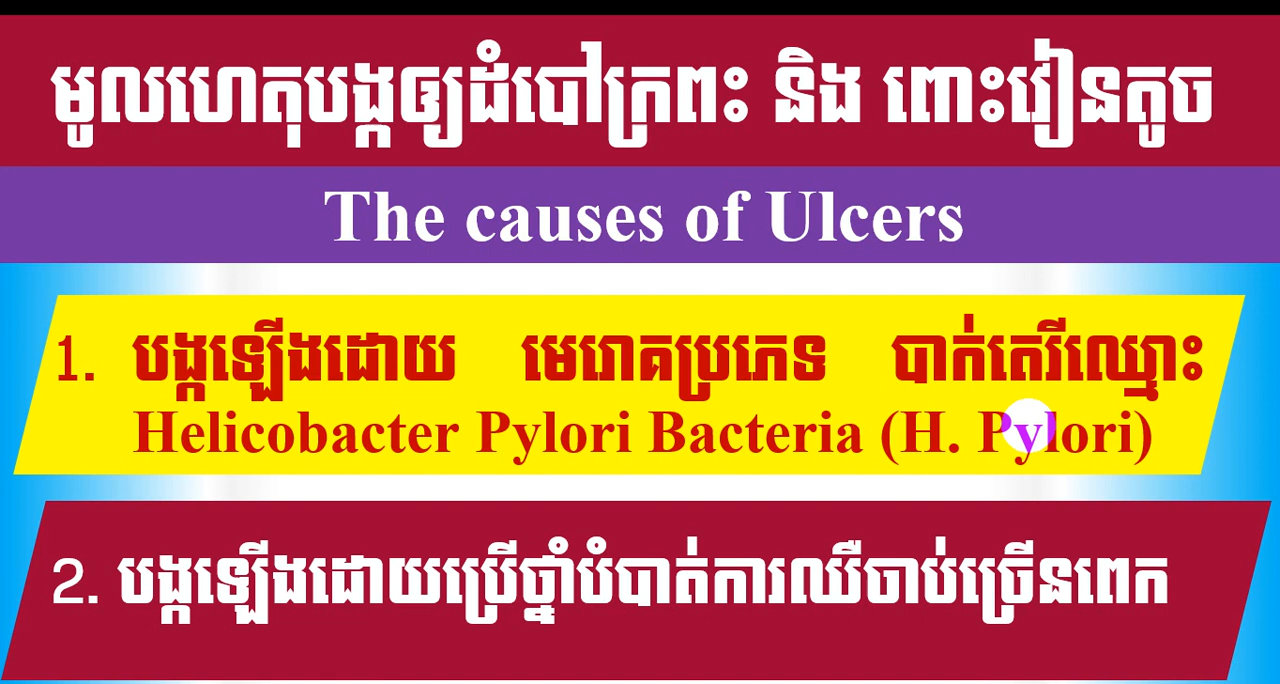 មូលហេតុបង្កឲ្យដំបៅក្រពះ និង ពោះវៀនតូច
The causes of Ulcers
1. បង្កឡើងដោយ មេរោគប្រភេទ បាក់តេរីឈ្មោះ
Helicobacter Pylori Bacteria (H. Pylori)
2. បង្កឡើងដោយប្រើថ្នាំបំបាត់ការឈឺចាប់ច្រើនពេក